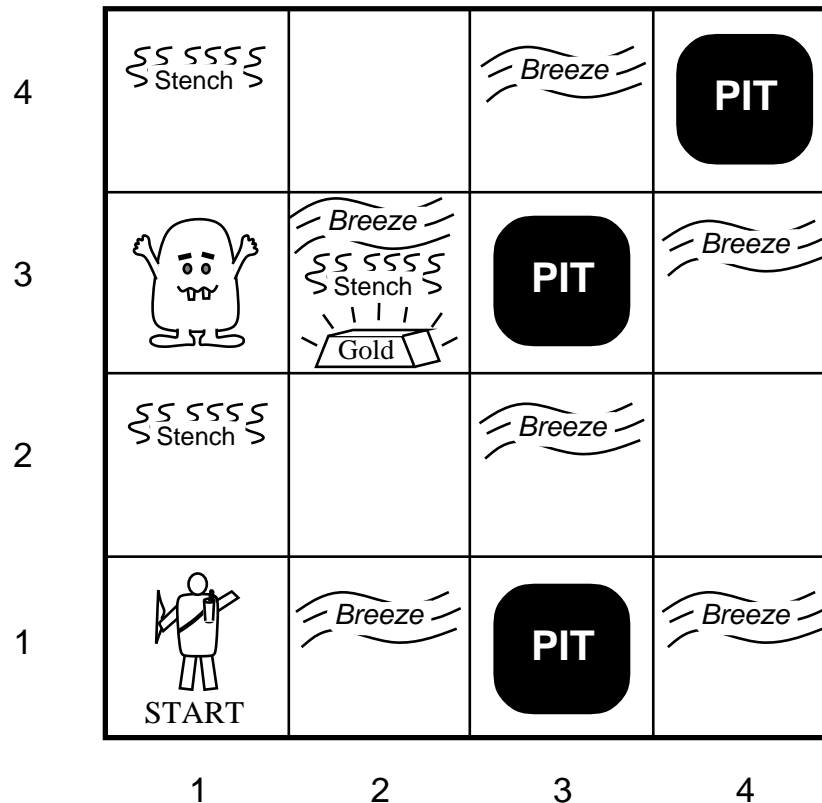 4
Stench
Breeze
PIT
3
Breeze
Stench
Gold
PIT
Breeze
2
Stench
Breeze
1
START
Breeze
PIT
Breeze
1 2 3 4